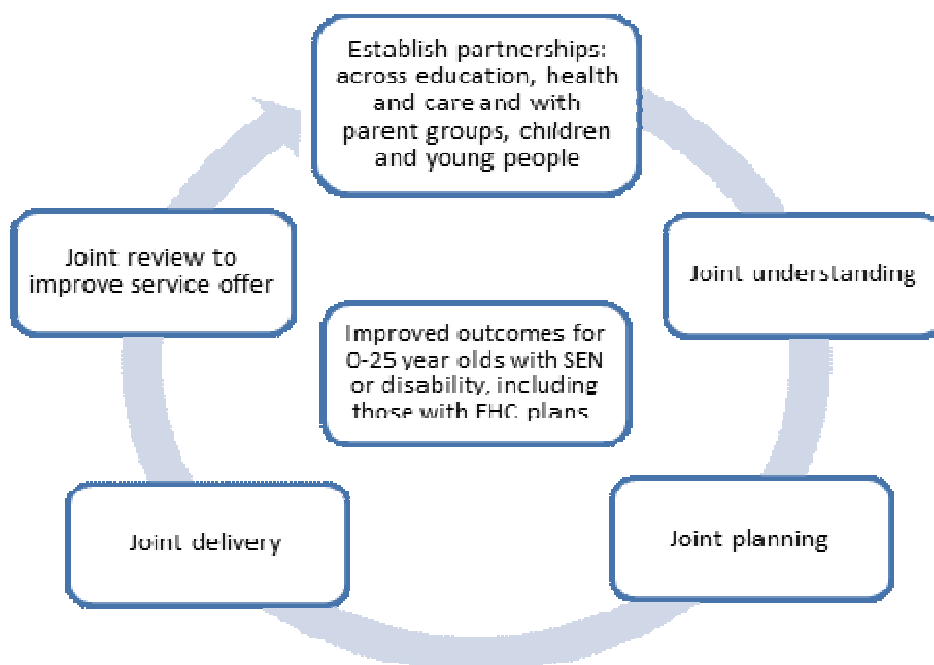 Establish partnerships:
across education, health
and care and with
parent groups, children
and young people
Joint understanding
Joint planning
Joint delivery
Joint review to
improve service offer
Improved outcomes for
0-25 year olds with SEN
or disability, including
those with EHC plans